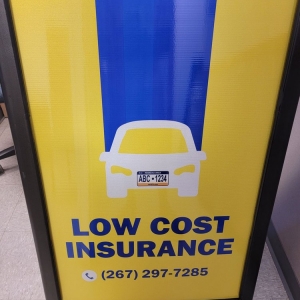 ABC-1234
LOW COST
INSURANCE
(267) 297-7285